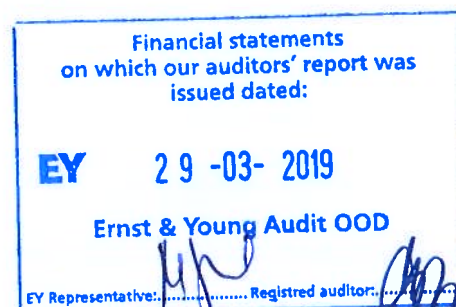 Financial statements
on which our auditors' report was
issued dated:
EY 29 -03- 2019
Ernst & Young Audit OOD
EY Representative:................ Registred auditor:................